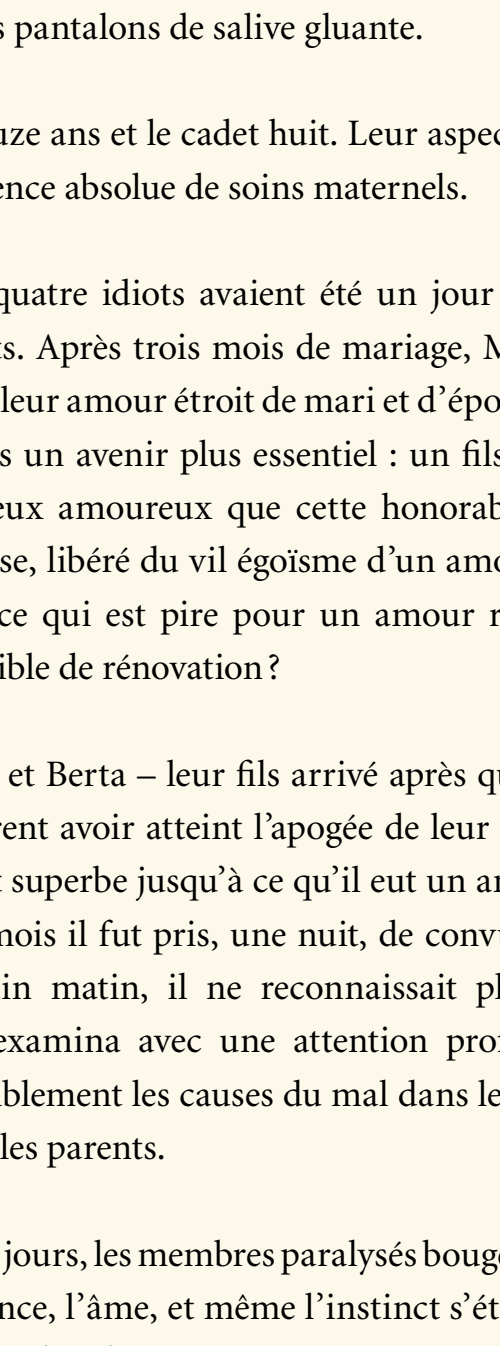 s pantalons de salive gluante.
uze ans et le cadet huit. Leur aspec
ence absolue de soins maternels.
quatre idiots avaient été un jour
ts. Après trois mois de mariage, M
leur amour étroit de mari et d’épo
s un avenir plus essentiel : un fils
eux amoureux que cette honorab
se, libéré du vil égoïsme d’un amo
ce qui est pire pour un amour r
ible de rénovation ?
et Berta – leur fils arrivé après qu
rent avoir atteint l’apogée de leur
t superbe jusqu’à ce qu’il eut un an
mois il fut pris, une nuit, de convu
in matin, il ne reconnaissait pl
examina avec une attention prof
iblement les causes du mal dans le
les parents.
jours, les membres paralysés boug
nce, l’âme, et même l’instinct s’ét